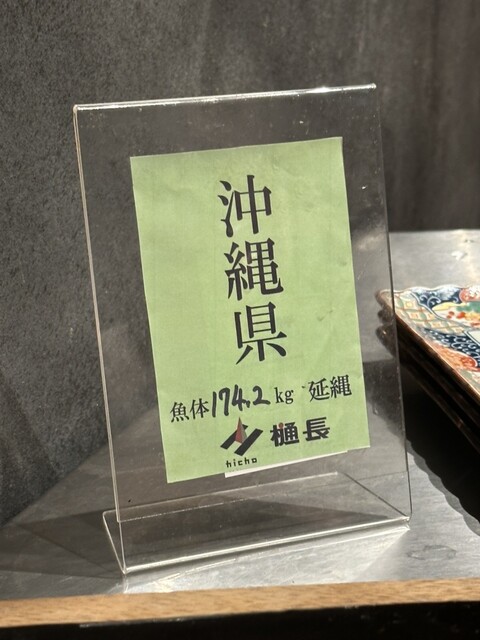 沖縄県
魚体174.2kg 延縄
樋長
hicho